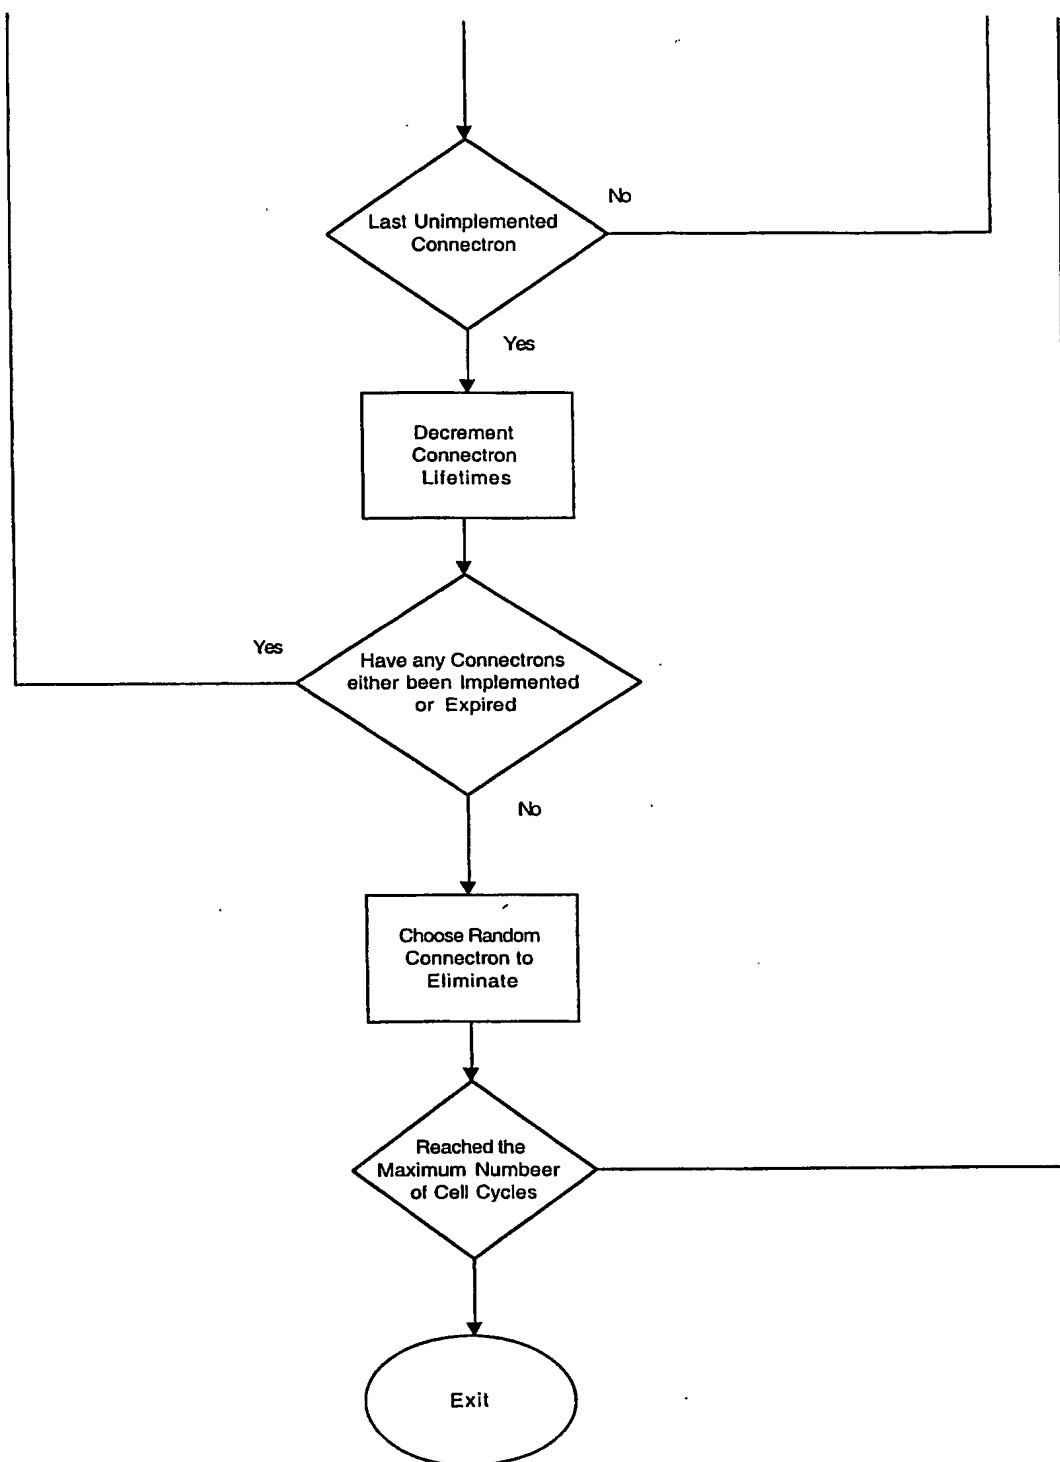 No
Last Unimplemented
Connectron
Yes
Decrement
Connectron
Lifetimes
Yes
Have any Connectrons
either been Implemented
or Expired
No
Choose Random
Connectron to
Eliminate
Reached the
Maximum Numbeer
of Cell Cycles
Exit